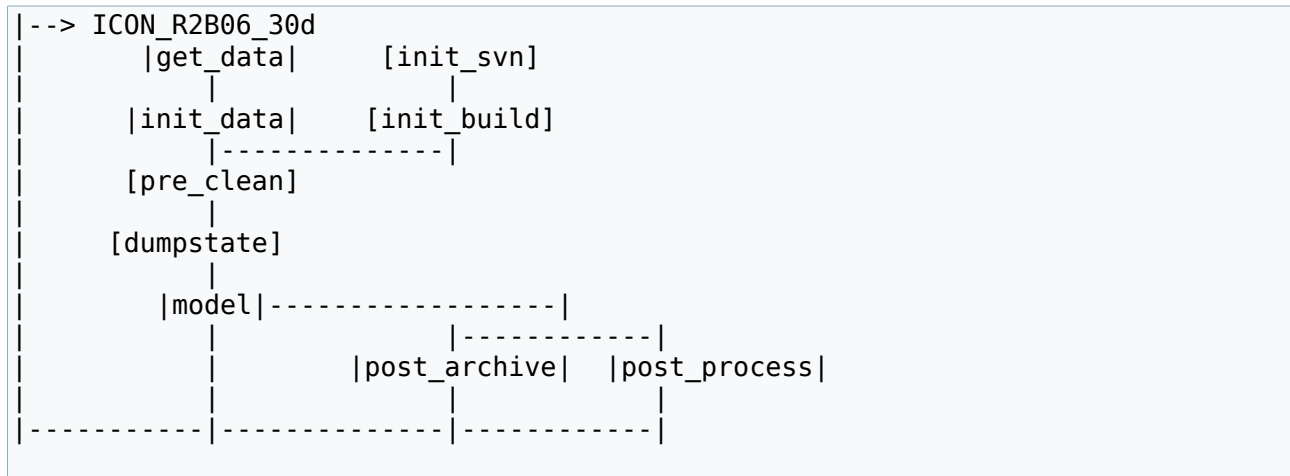 |--> ICON_R2B06_30d
|       |get_data|     [init_svn]
|           |              |
|      |init_data|    [init_build]
|           |--------------|
|      [pre_clean]
|           |
|     [dumpstate]
|           |
|        |model|------------------|
|           |              |------------|
|           |        |post_archive|  |post_process|
|           |              |            |
|-----------|--------------|------------|